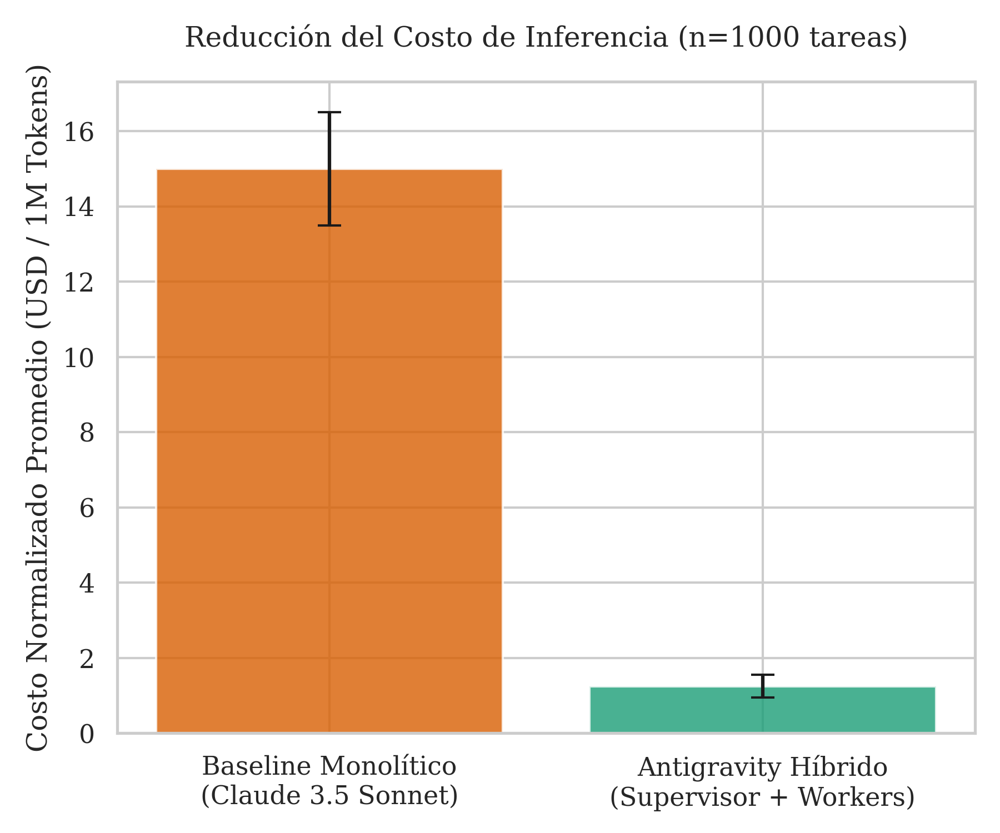 Reducción del Costo de Inferencia (n=1000 tareas)
Costo Normalizado Promedio (USD / 1M Tokens)
16
14
12
10
8
6
4
2
0
Baseline Monolítico
(Claude 3.5 Sonnet)
Antigravity Híbrido
(Supervisor + Workers)